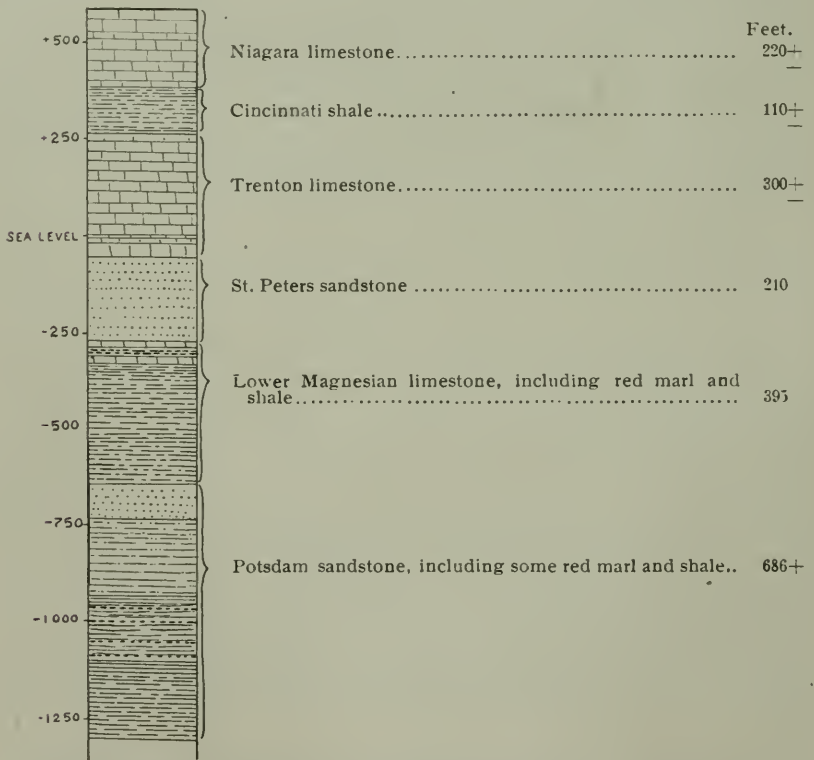 Feet.
+500
Niagara limestone........................................................ 220±
Cincinnati shale ........................................................ 110±
+250
Trenton limestone........................................................ 300±
SEA LEVEL
St. Peters sandstone .................................................... 210
-250
Lower Magnesian limestone, including red marl and
shale.................................................................... 395
-500
-750
Potsdam sandstone, including some red marl and shale.. 686+
-1000
-1250